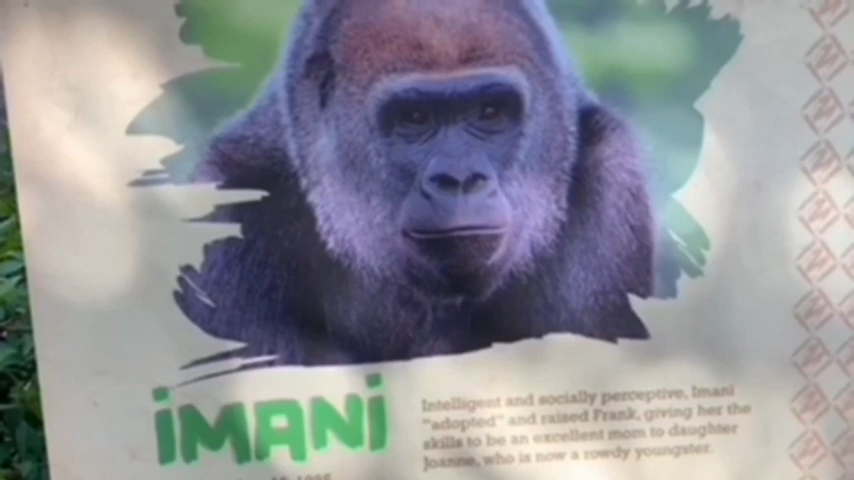 iMANi
Intelligent and socially perceptive, Imani
"adopted" and raised Frank, giving her the
skills to be an excellent mom to daughter
Joanne, who is now a rowdy youngster.